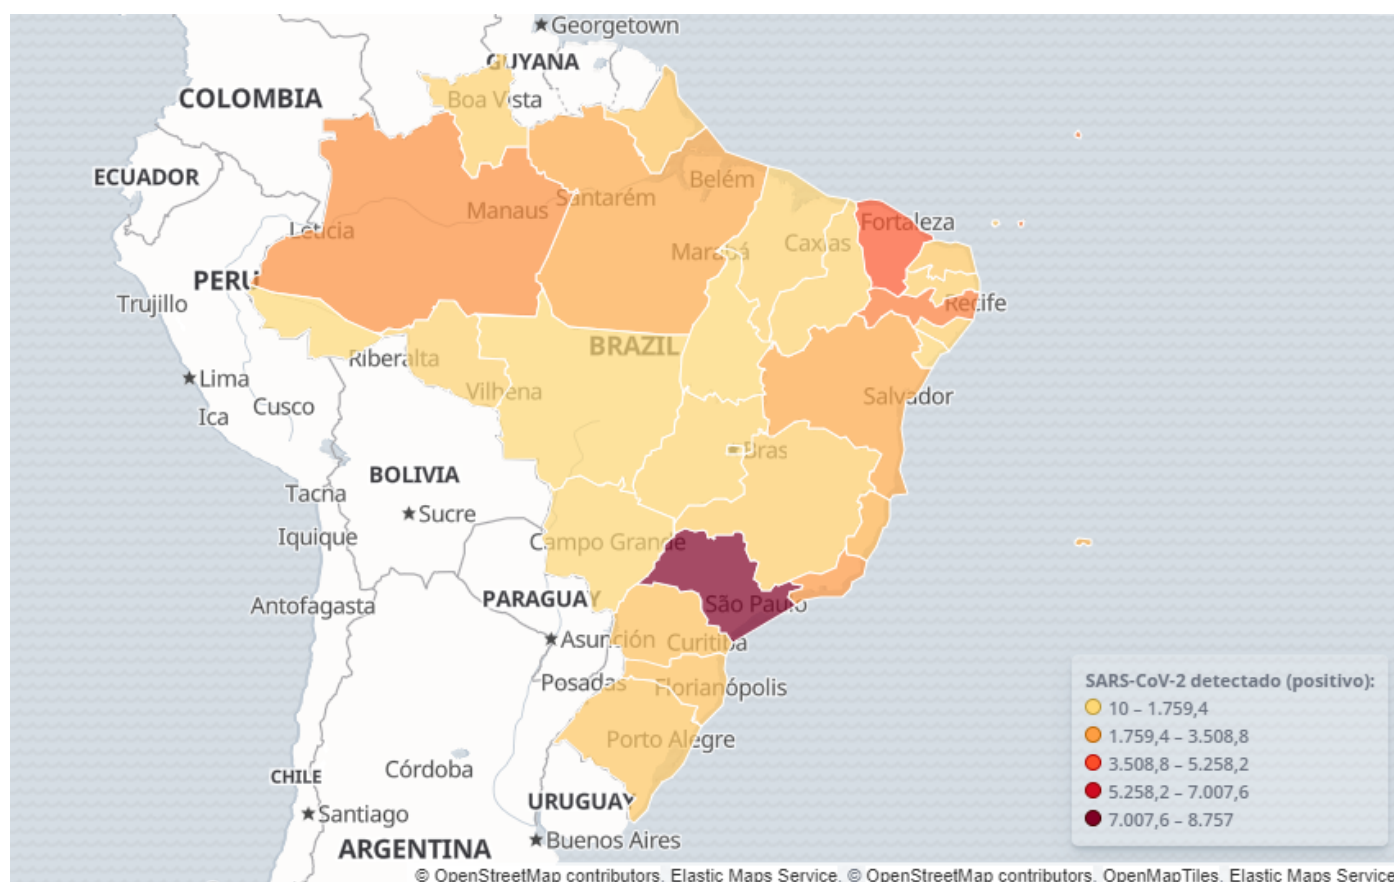 Georgetown
GUYANA
COLOMBIA
Boa Vista
ECUADOR
Belém
Santarém
Manaus
Leticia
Fortaleza
Caxias
Marabá
PERU
Trujillo
Recife
BRAZIL
Riberalta
Lima
Vilhena
Salvador
Cusco
Ica
Bras
BOLIVIA
Tacna
Sucre
Iquique
Campo Grande
PARAGUAY
Antofagasta
São Paulo
Asunción
Curitiba
Posadas
Florianópolis
Porto Alegre
Córdoba
CHILE
Santiago
URUGUAY
Buenos Aires
ARGENTINA
SARS-CoV-2 detectado (positivo):
10 – 1.759,4
1.759,4 – 3.508,8
3.508,8 – 5.258,2
5.258,2 – 7.007,6
7.007,6 – 8.757
© OpenStreetMap contributors, Elastic Maps Service, © OpenStreetMap contributors, OpenMapTiles, Elastic Maps Service